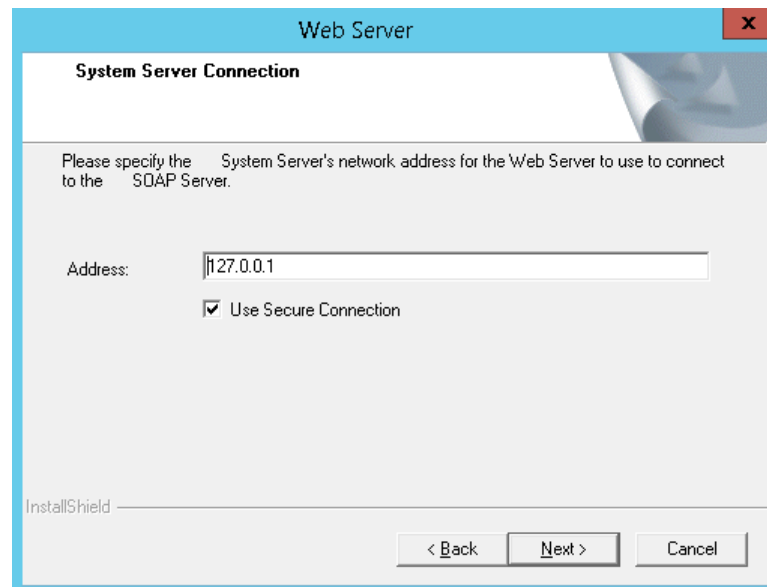 Web Server
x
System Server Connection
Please specify the System Server's network address for the Web Server to use to connect
to the SOAP Server.
Address: 127.0.0.1
Use Secure Connection
InstallShield
< Back Next > Cancel